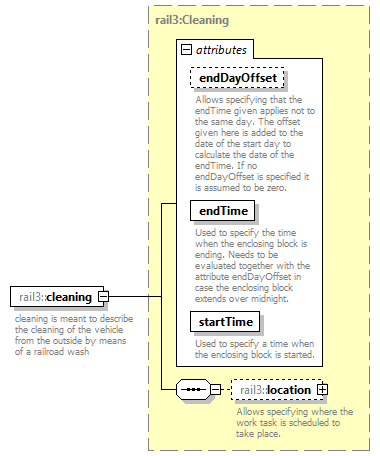 rail3:Cleaning
attributes
endDayOffset
Allows specifying that the
endTime given applies not to
the same day. The offset
given here is added to the
date of the start day to
calculate the date of the
endTime. If no
endDayOffset is specified it
is assumed to be zero.
endTime
Used to specify the time
when the enclosing block is
ending. Needs to be
evaluated together with the
attribute endDayOffset in
case the enclosing block
extends over midnight.
startTime
Used to specify a time when
the enclosing block is started.
rail3::cleaning
cleaning is meant to describe
the cleaning of the vehicle
from the outside by means
of a railroad wash
rail3::location
Allows specifying where the
work task is scheduled to
take place.